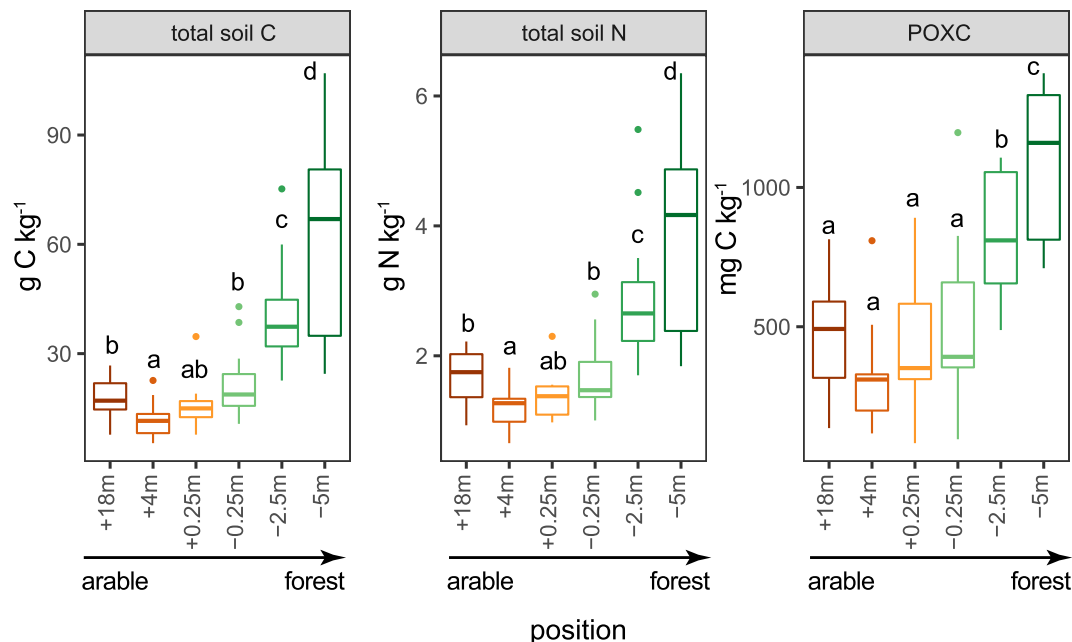 total soil C
total soil N
POXC
g C kg⁻¹
90
60
30
b
a
ab
b
c
d
g N kg⁻¹
6
4
2
b
a
ab
b
c
d
mg C kg⁻¹
1000
500
a
a
a
a
b
c
+18m
+4m
+0.25m
−0.25m
−2.5m
−5m
+18m
+4m
+0.25m
−0.25m
−2.5m
−5m
+18m
+4m
+0.25m
−0.25m
−2.5m
−5m
arable forest
arable forest
arable forest
position